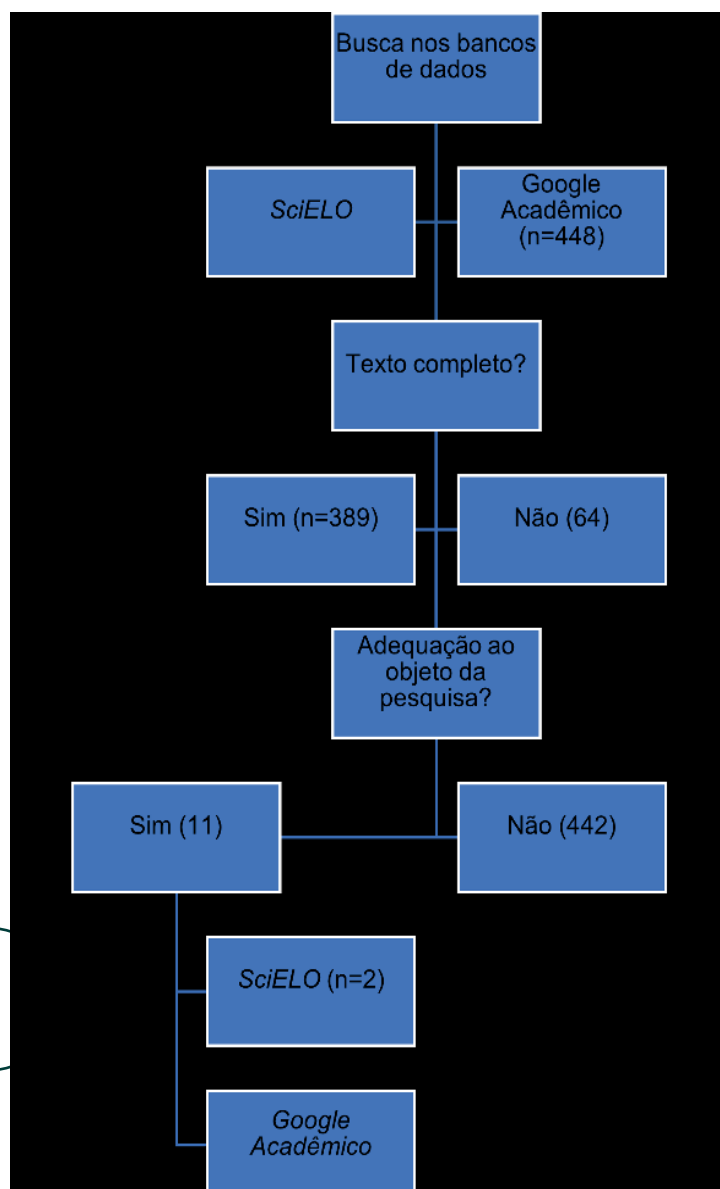 Busca nos bancos
de dados
SciELO
Google
Acadêmico
(n=448)
Texto completo?
Sim (n=389)
Não (64)
Adequação ao
objeto da
pesquisa?
Sim (11)
Não (442)
SciELO (n=2)
Google
Acadêmico